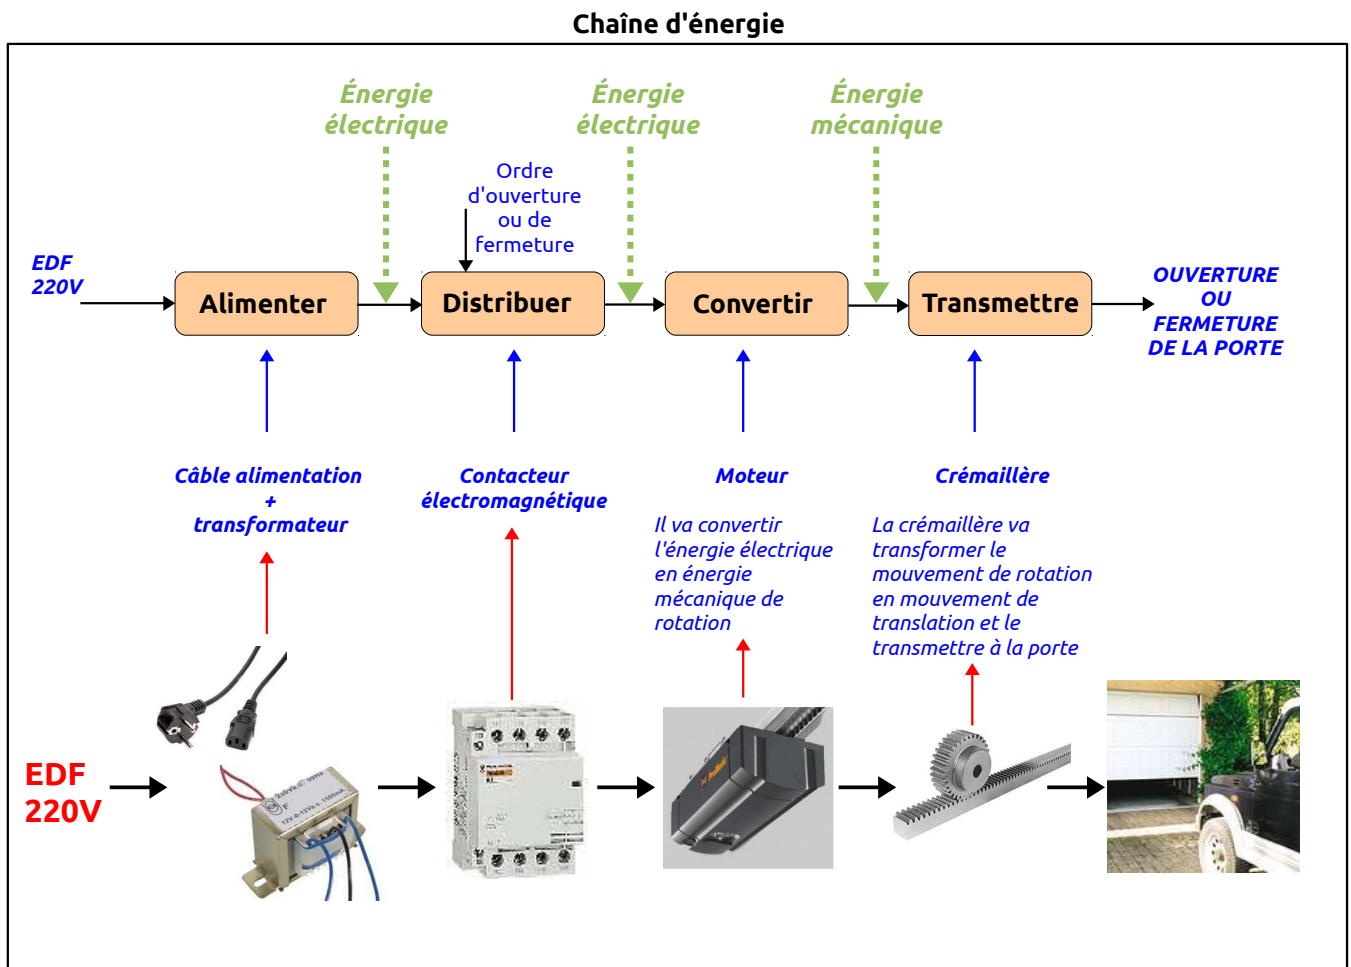 Chaîne d'énergie
Énergie
électrique
Énergie
électrique
Énergie
mécanique
Ordre
d'ouverture
ou de
fermeture
EDF
220V
Alimenter
Distribuer
Convertir
Transmettre
OUVERTURE
OU
FERMETURE
DE LA PORTE
Câble alimentation
+
transformateur
Contacteur
électromagnétique
Moteur
Il va convertir
l'énergie électrique
en énergie
mécanique de
rotation
Crémaillère
La crémaillère va
transformer le
mouvement de rotation
en mouvement de
translation et le
transmettre à la porte
EDF
220V